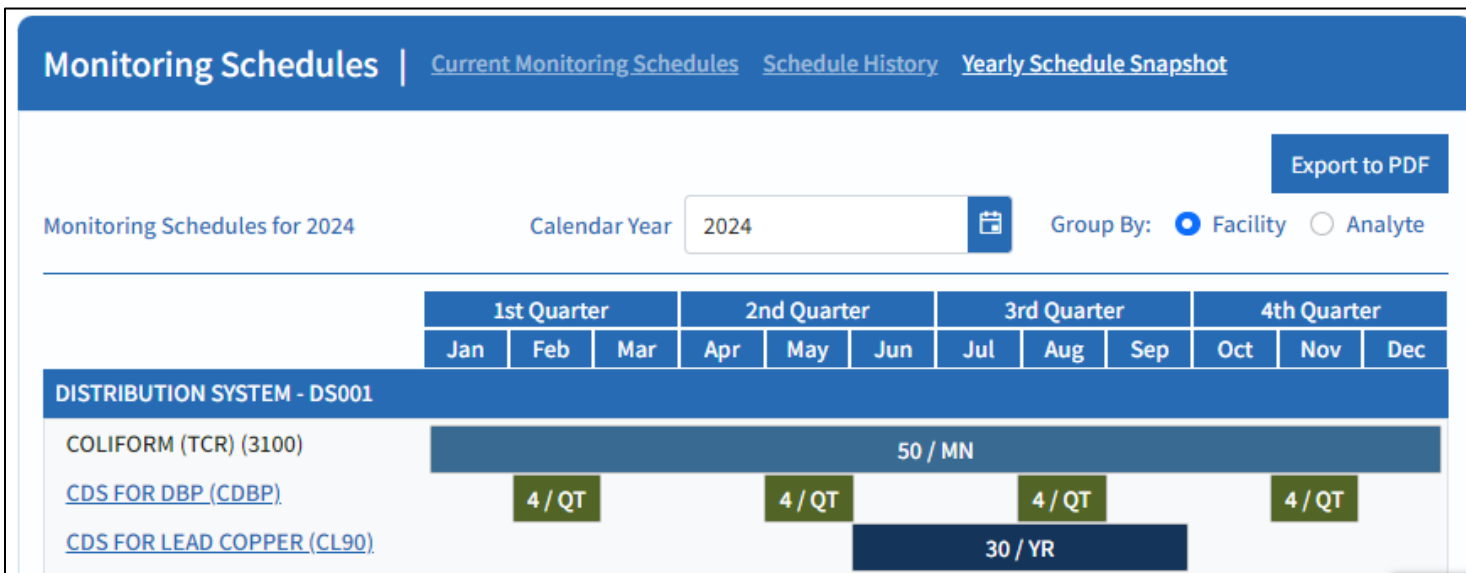 Monitoring Schedules | Current Monitoring Schedules Schedule History Yearly Schedule Snapshot
Export to PDF
Monitoring Schedules for 2024 Calendar Year 2024 Group By: Facility Analyte
1st Quarter 2nd Quarter 3rd Quarter 4th Quarter
Jan Feb Mar Apr May Jun Jul Aug Sep Oct Nov Dec
DISTRIBUTION SYSTEM - DS001
COLIFORM (TCR) (3100) 50 / MN
CDS FOR DBP (CDBP) 4 / QT 4 / QT 4 / QT 4 / QT
CDS FOR LEAD COPPER (CL90) 30 / YR